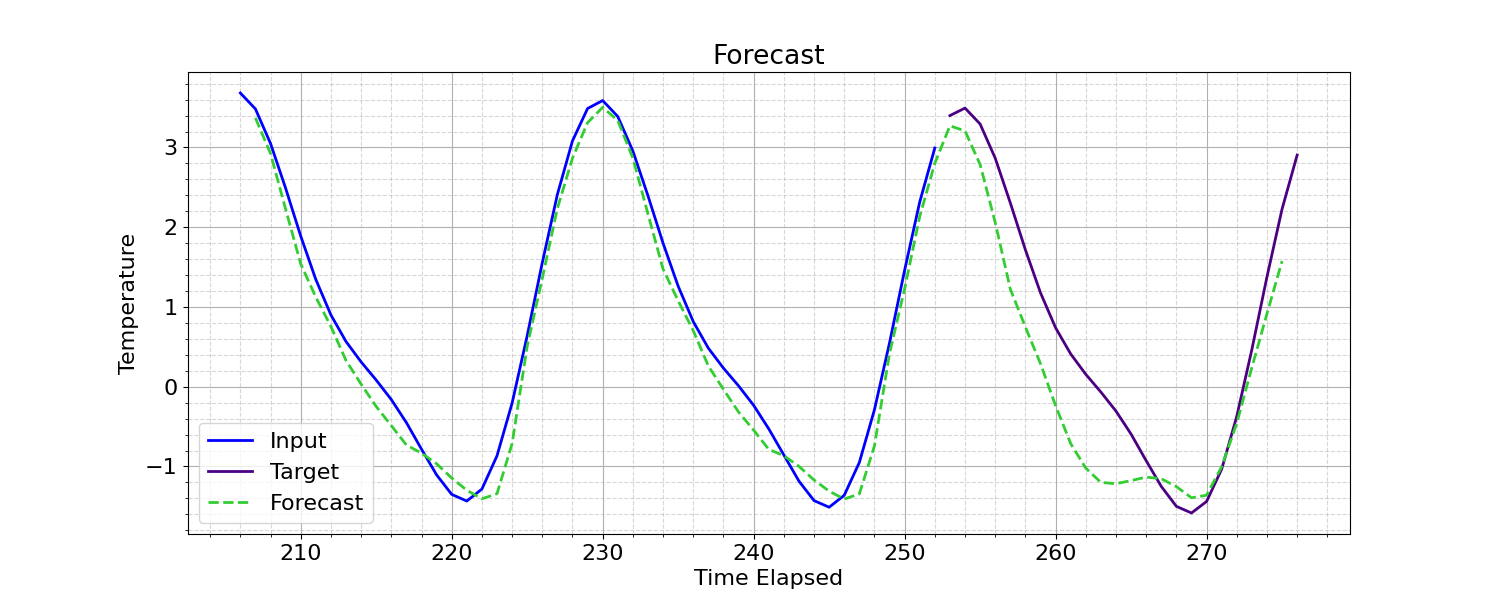 Forecast
Temperature
3
2
1
0
−1
Input
Target
Forecast
210 220 230 240 250 260 270
Time Elapsed